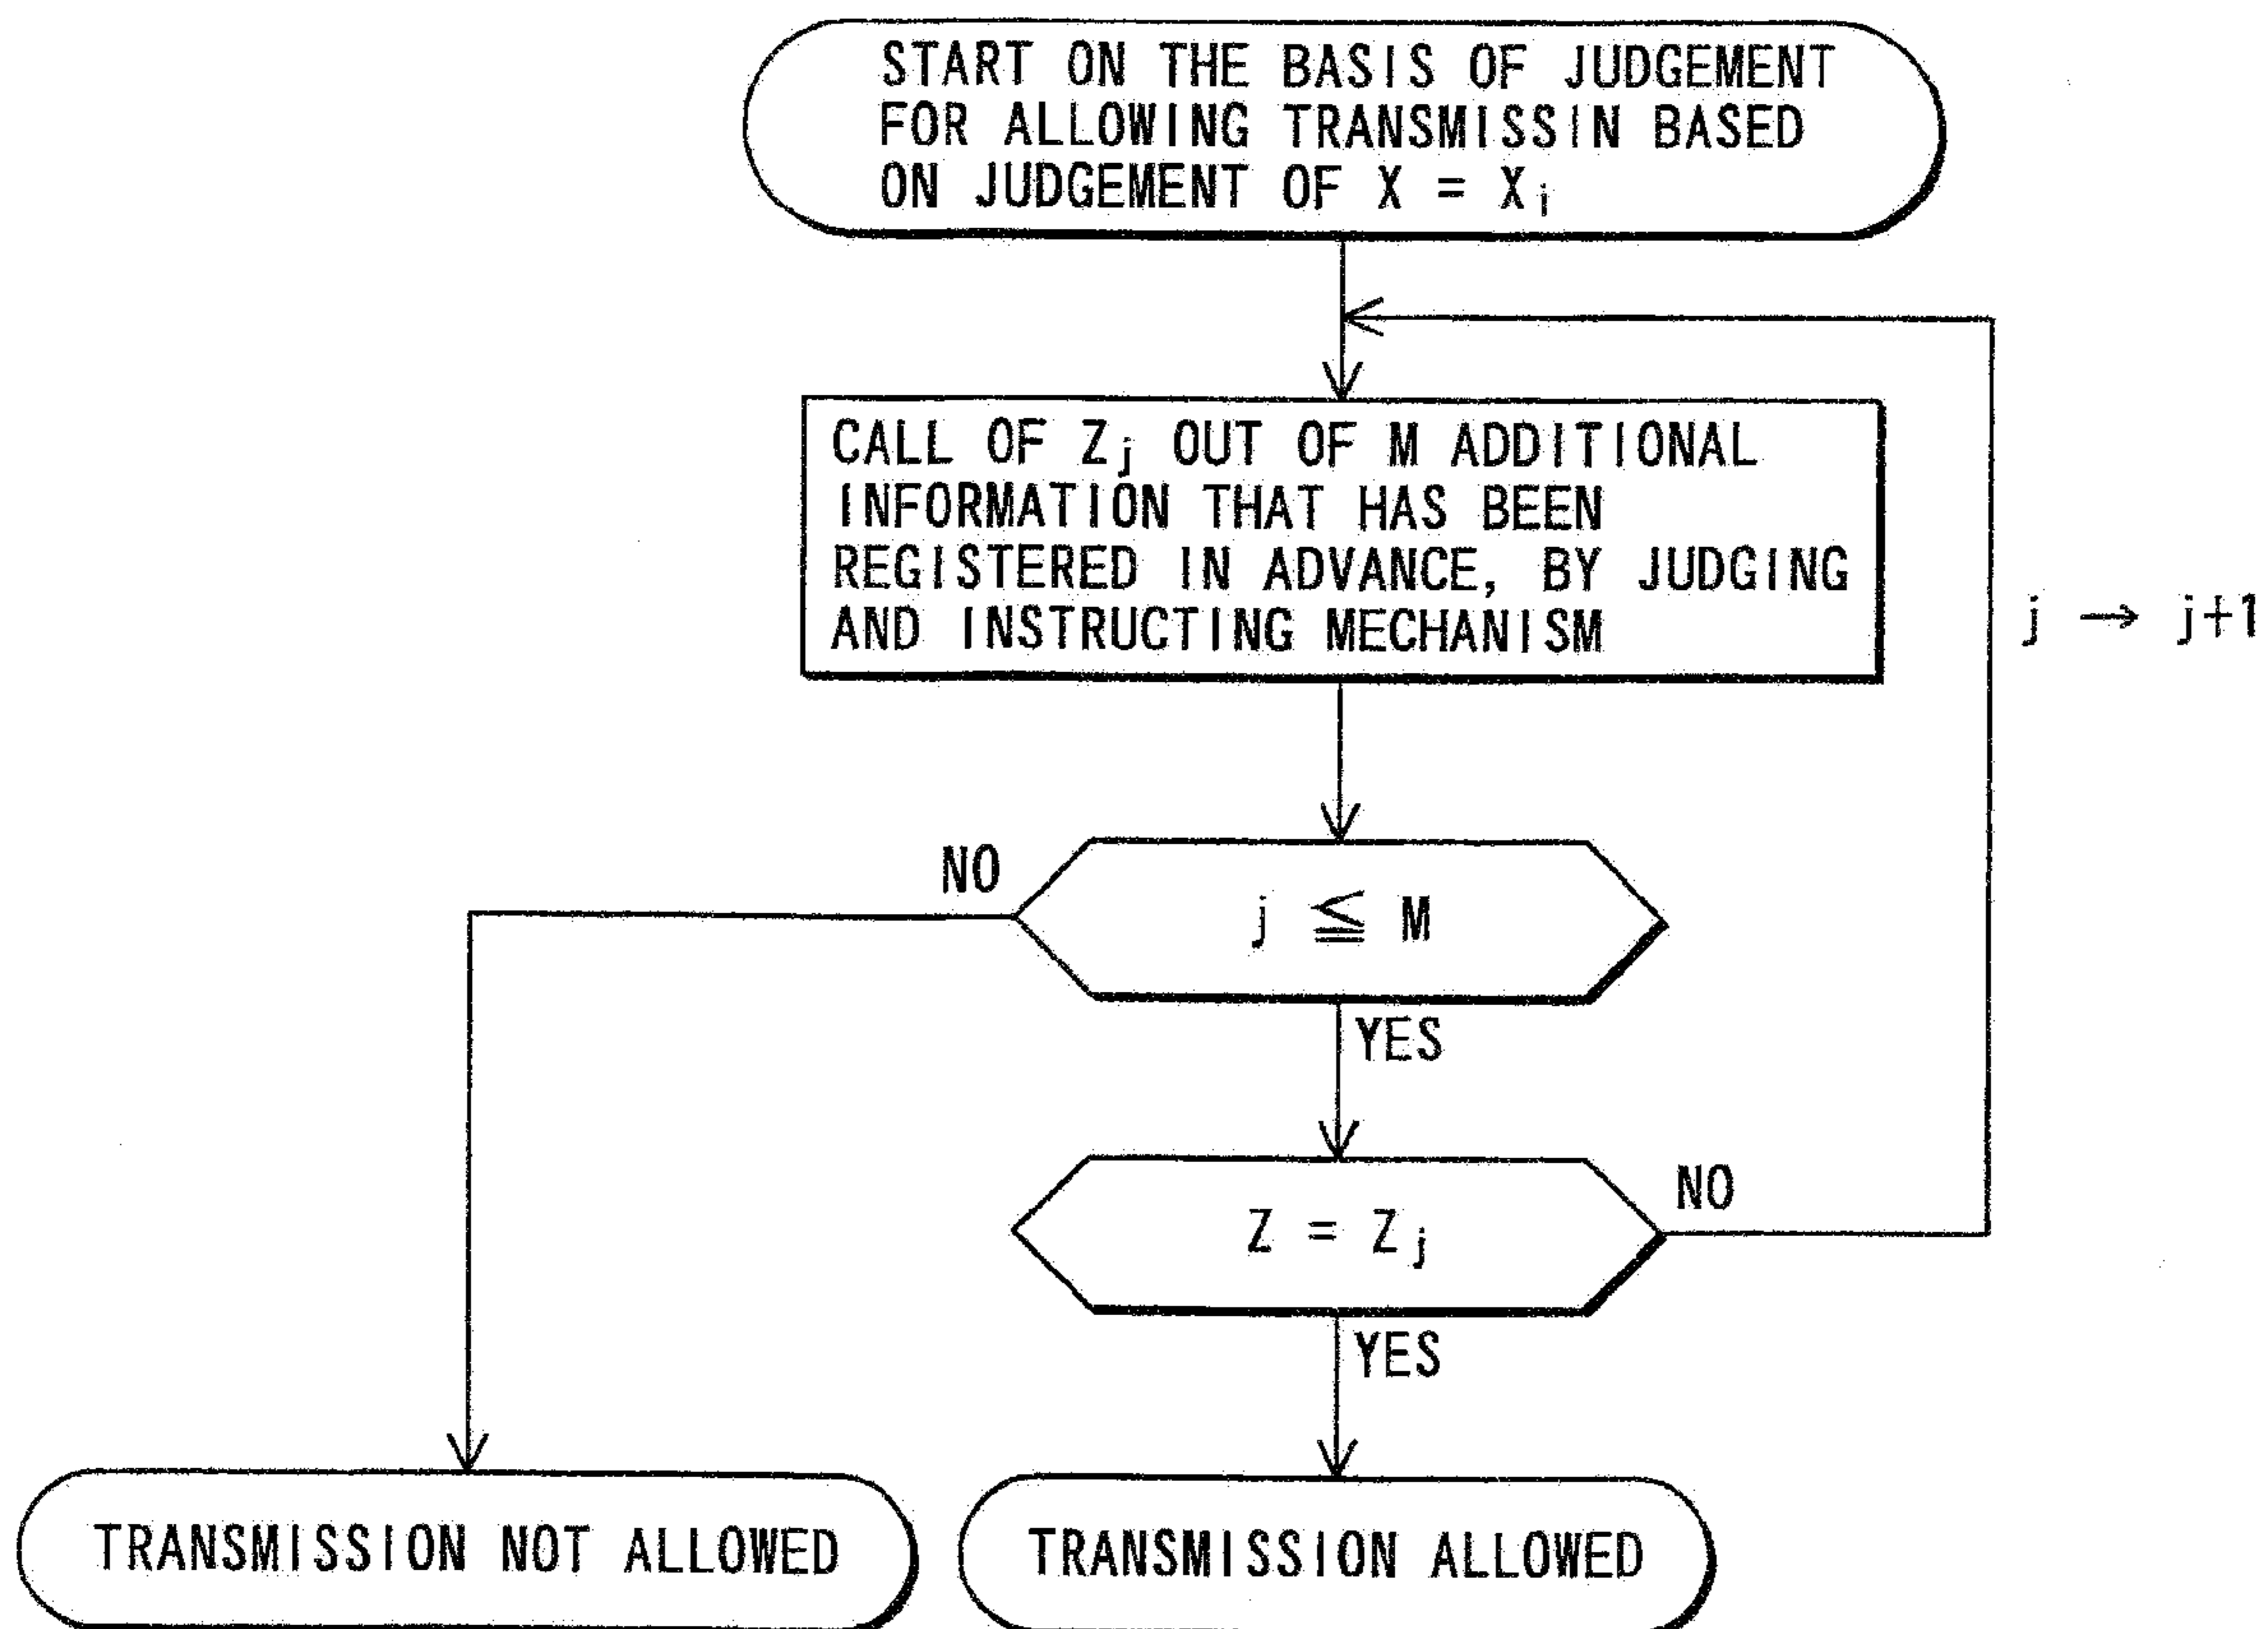 START ON THE BASIS OF JUDGEMENT
FOR ALLOWING TRANSMISSIN BASED
ON JUDGEMENT OF X = Xi
CALL OF Zj OUT OF M ADDITIONAL
INFORMATION THAT HAS BEEN
REGISTERED IN ADVANCE, BY JUDGING
AND INSTRUCTING MECHANISM
j → j+1
NO
j ≦ M
YES
NO
Z = Zj
YES
TRANSMISSION NOT ALLOWED
TRANSMISSION ALLOWED